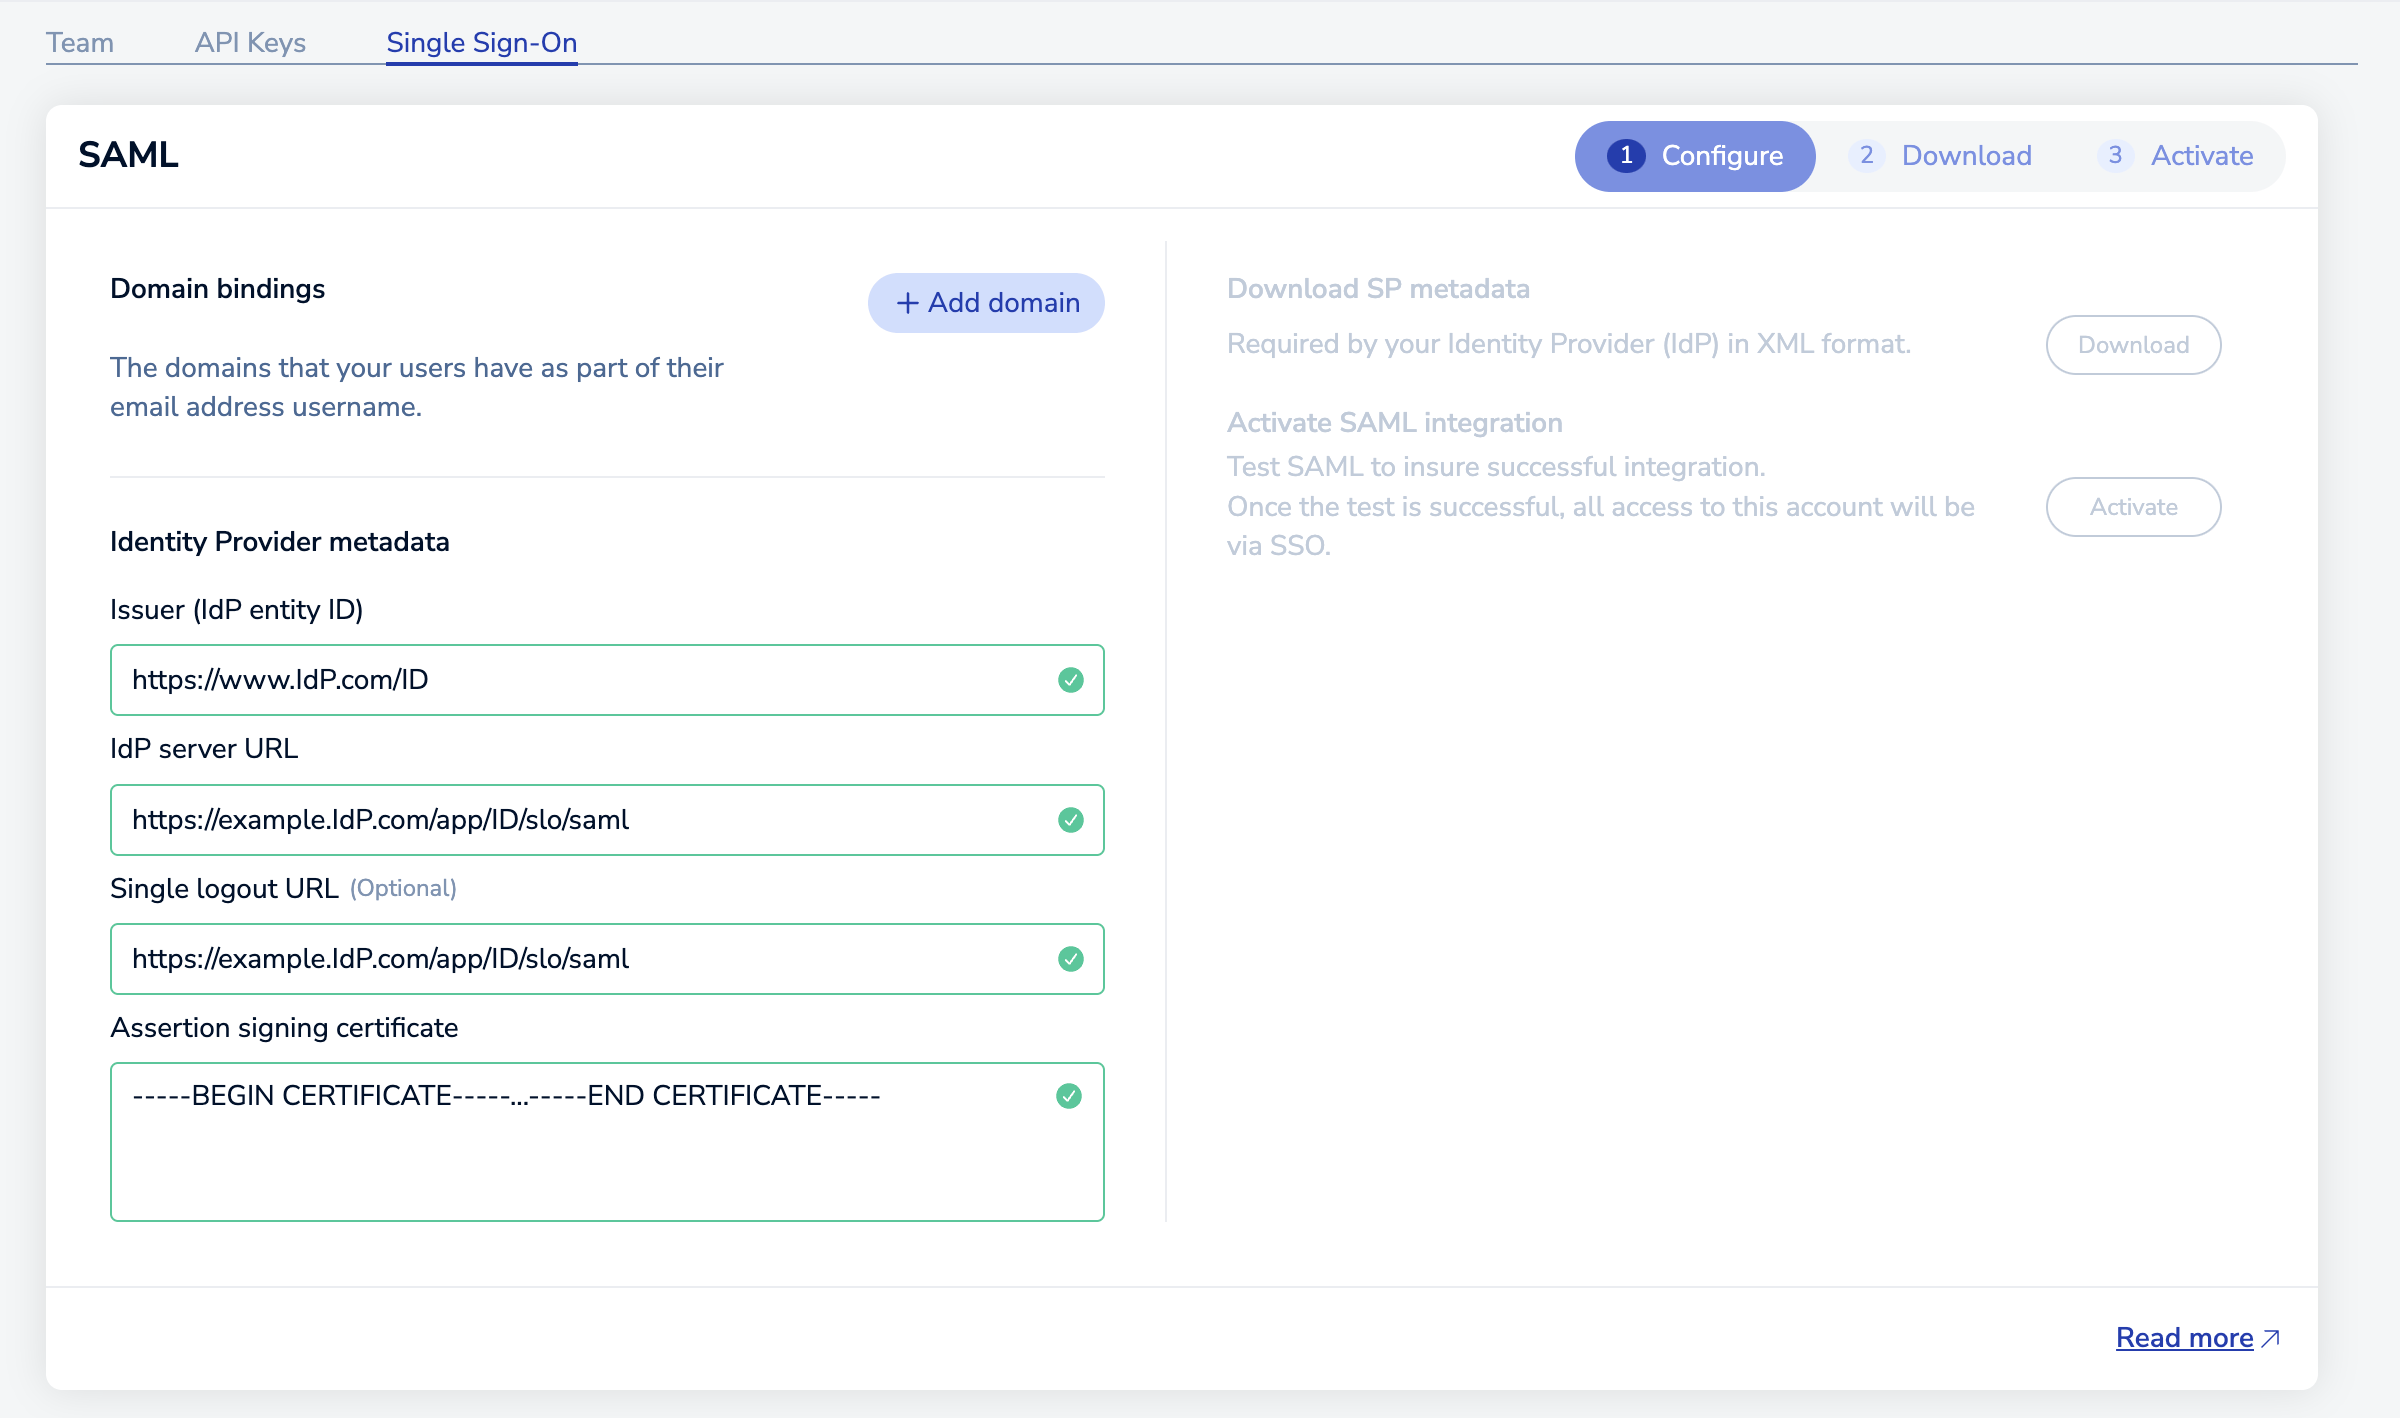 Team API Keys Single Sign-On
SAML
1 Configure 2 Download 3 Activate
Domain bindings
+ Add domain
The domains that your users have as part of their
email address username.
Identity Provider metadata
Issuer (IdP entity ID)
https://www.IdP.com/ID
IdP server URL
https://example.IdP.com/app/ID/slo/saml
Single logout URL (Optional)
https://example.IdP.com/app/ID/slo/saml
Assertion signing certificate
-----BEGIN CERTIFICATE-----...-----END CERTIFICATE-----
Download SP metadata
Required by your Identity Provider (IdP) in XML format.
Download
Activate SAML integration
Test SAML to insure successful integration.
Once the test is successful, all access to this account will be
via SSO.
Activate
Read more